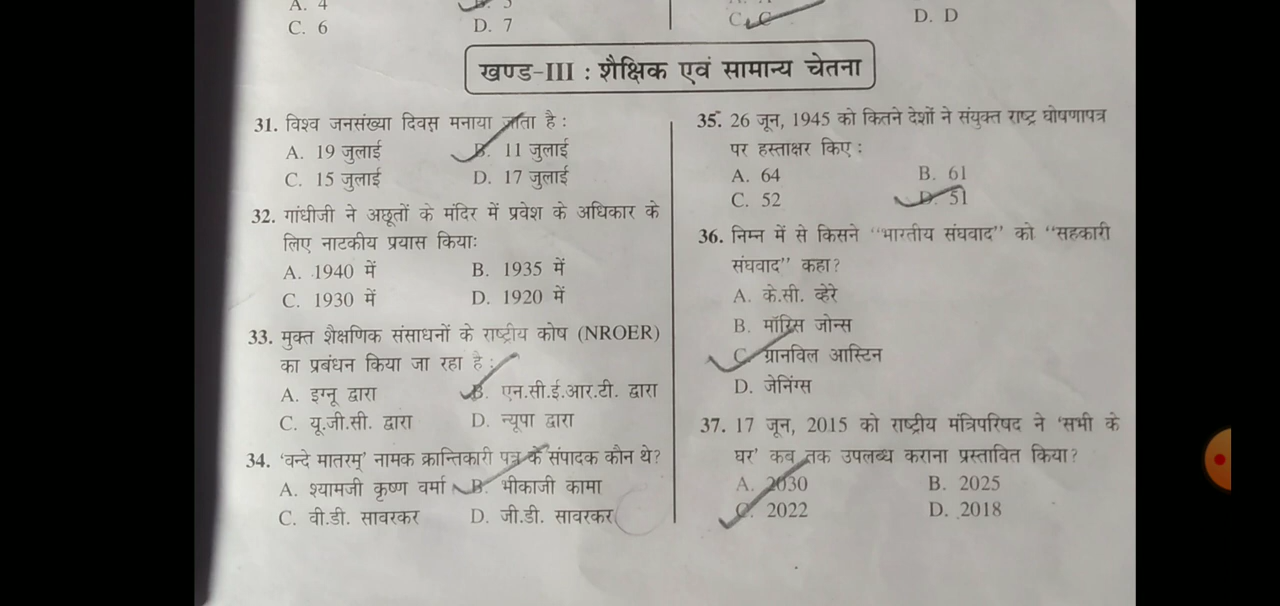 A. 4
C. 6 D. 7
D. D
खण्ड-III : शैक्षिक एवं सामान्य चेतना
31. विश्व जनसंख्या दिवस मनाया जाता है :
A. 19 जुलाई B. 11 जुलाई
C. 15 जुलाई D. 17 जुलाई
32. गांधीजी ने अछूतों के मंदिर में प्रवेश के अधिकार के
लिए नाटकीय प्रयास कियाः
A. 1940 में B. 1935 में
C. 1930 में D. 1920 में
33. मुक्त शैक्षणिक संसाधनों के राष्ट्रीय कोष (NROER)
का प्रबंधन किया जा रहा है :
A. इग्नू द्वारा B. एन.सी.ई.आर.टी. द्वारा
C. यू.जी.सी. द्वारा D. न्यूपा द्वारा
34. ‘वन्दे मातरम्’ नामक क्रान्तिकारी पत्र के संपादक कौन थे?
A. श्यामजी कृष्ण वर्मा B. भीकाजी कामा
C. वी.डी. सावरकर D. जी.डी. सावरकर
35. 26 जून, 1945 को कितने देशों ने संयुक्त राष्ट्र घोषणापत्र
पर हस्ताक्षर किए :
A. 64 B. 61
C. 52 D. 51
36. निम्न में से किसने “भारतीय संघवाद” को “सहकारी
संघवाद” कहा?
A. के.सी. व्हेरे
B. मॉरिस जोन्स
C. ग्रानविल आस्टिन
D. जेनिंग्स
37. 17 जून, 2015 को राष्ट्रीय मंत्रिपरिषद ने ‘सभी के
घर’ कब तक उपलब्ध कराना प्रस्तावित किया?
A. 2030 B. 2025
C. 2022 D. 2018